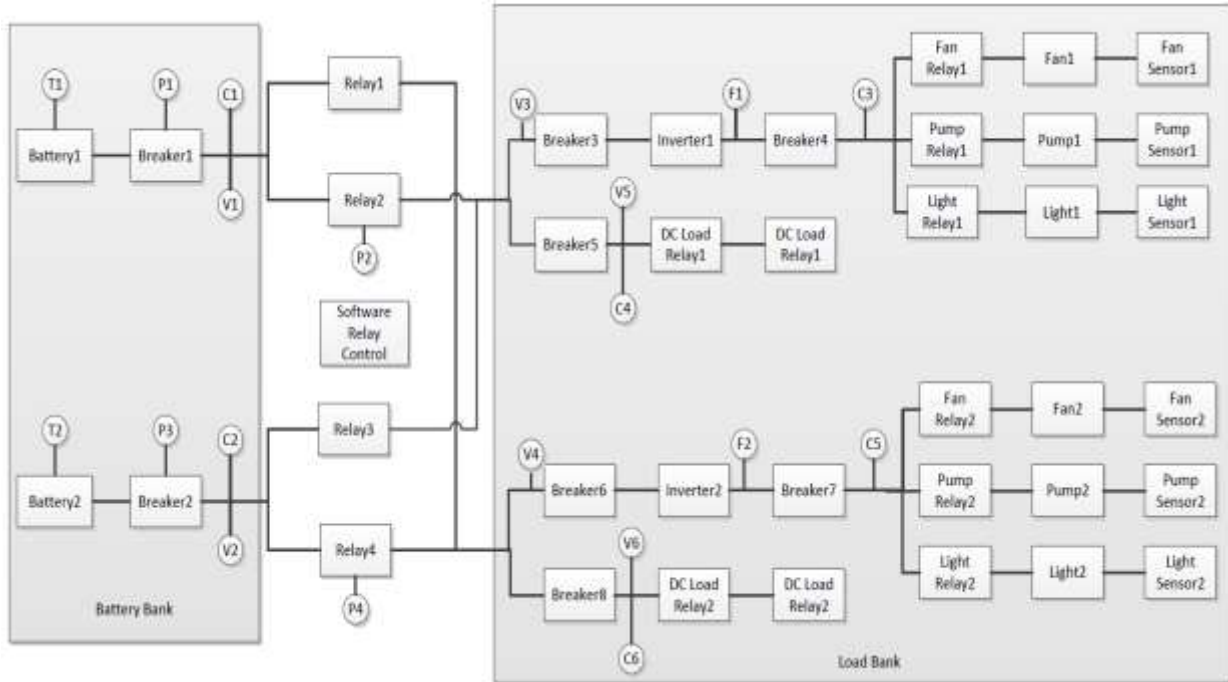 T1
P1
C1
Battery1
Breaker1
V1
Relay1
Relay2
P2
Software
Relay
Control
T2
P3
C2
Battery2
Breaker2
V2
Relay3
Relay4
P4
Battery Bank
V3
Breaker3
Inverter1
F1
Breaker4
C3
Fan
Relay1
Fan1
Fan
Sensor1
Pump
Relay1
Pump1
Pump
Sensor1
Light
Relay1
Light1
Light
Sensor1
V5
Breaker5
DC Load
Relay1
DC Load
Relay1
C4
V4
Breaker6
Inverter2
F2
Breaker7
C5
Fan
Relay2
Fan2
Fan
Sensor2
Pump
Relay2
Pump2
Pump
Sensor2
Light
Relay2
Light2
Light
Sensor2
V6
Breaker8
DC Load
Relay2
DC Load
Relay2
C6
Load Bank